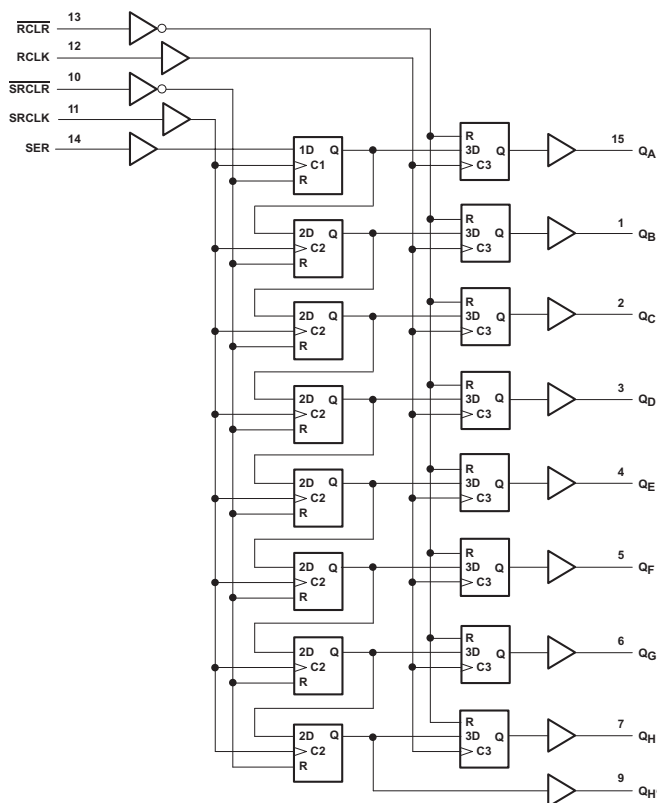 RCLR 13
RCLK 12
SRCLR 10
SRCLK 11
SER 14
1D Q
C1
R
R
3D Q
C3
15 QA
2D Q
C2
R
R
3D Q
C3
1 QB
2D Q
C2
R
R
3D Q
C3
2 QC
2D Q
C2
R
R
3D Q
C3
3 QD
2D Q
C2
R
R
3D Q
C3
4 QE
2D Q
C2
R
R
3D Q
C3
5 QF
2D Q
C2
R
R
3D Q
C3
6 QG
2D Q
C2
R
R
3D Q
C3
7 QH
9 QH'